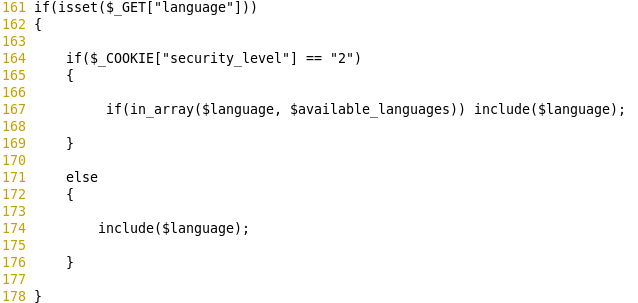 161 if(isset($_GET["language"]))
162 {
163
164     if($_COOKIE["security_level"] == "2")
165     {
166
167          if(in_array($language, $available_languages)) include($language);
168
169     }
170
171     else
172     {
173
174         include($language);
175
176     }
177
178 }